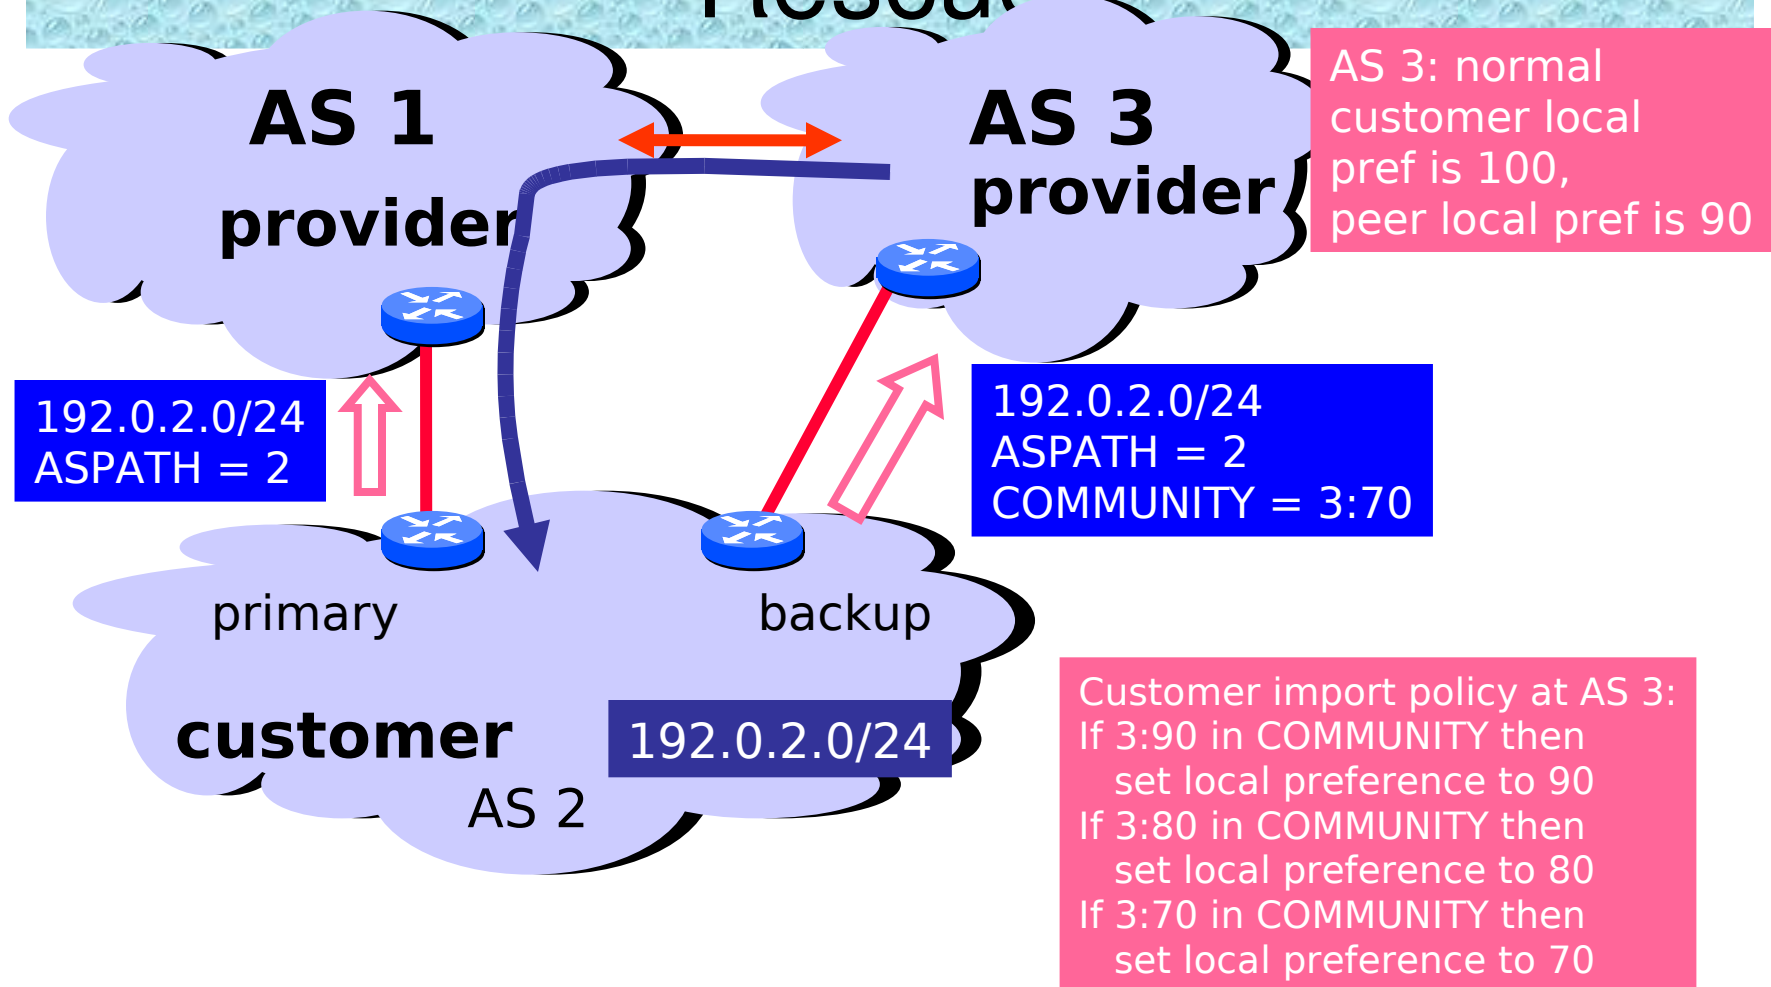 AS 1
provider
AS 3
provider
AS 3: normal
customer local
pref is 100,
peer local pref is 90
192.0.2.0/24
ASPATH = 2
192.0.2.0/24
ASPATH = 2
COMMUNITY = 3:70
primary
backup
customer
192.0.2.0/24
AS 2
Customer import policy at AS 3:
If 3:90 in COMMUNITY then
set local preference to 90
If 3:80 in COMMUNITY then
set local preference to 80
If 3:70 in COMMUNITY then
set local preference to 70